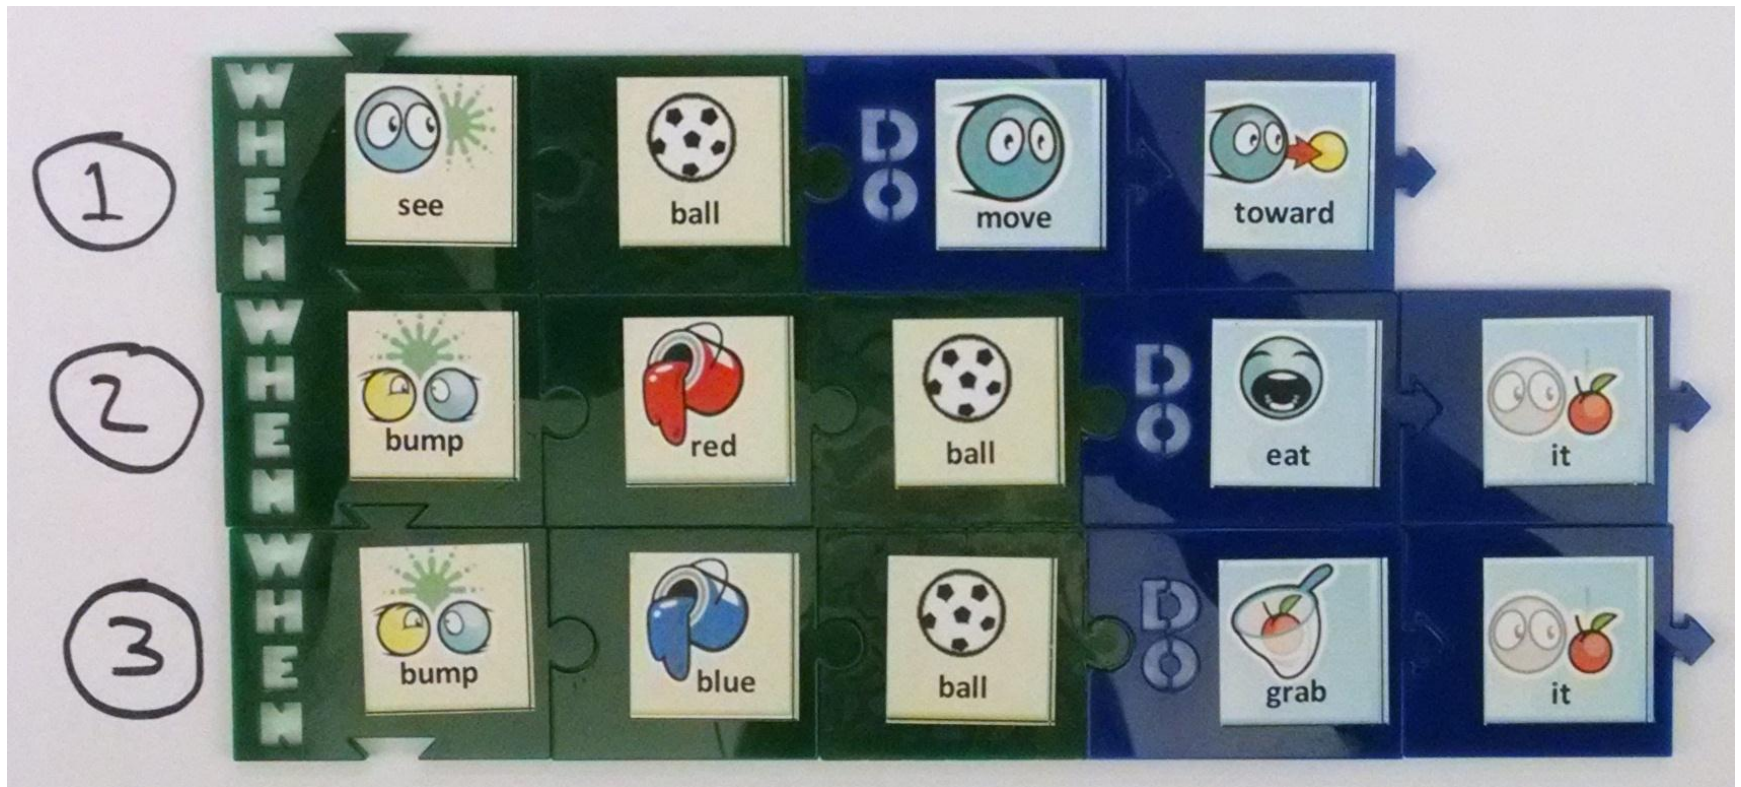 1 WHEN see ball DO move toward
2 WHEN bump red ball DO eat it
3 WHEN bump blue ball DO grab it